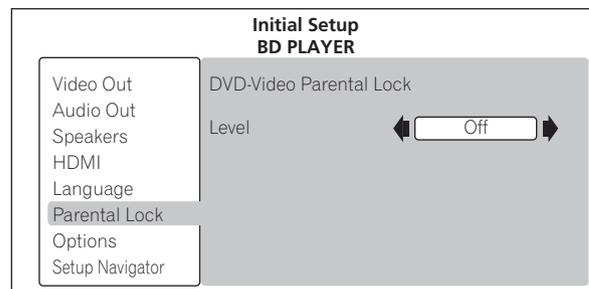 Initial Setup
BD PLAYER
Video Out
Audio Out
Speakers
HDMI
Language
Parental Lock
Options
Setup Navigator
DVD-Video Parental Lock
Level
Off